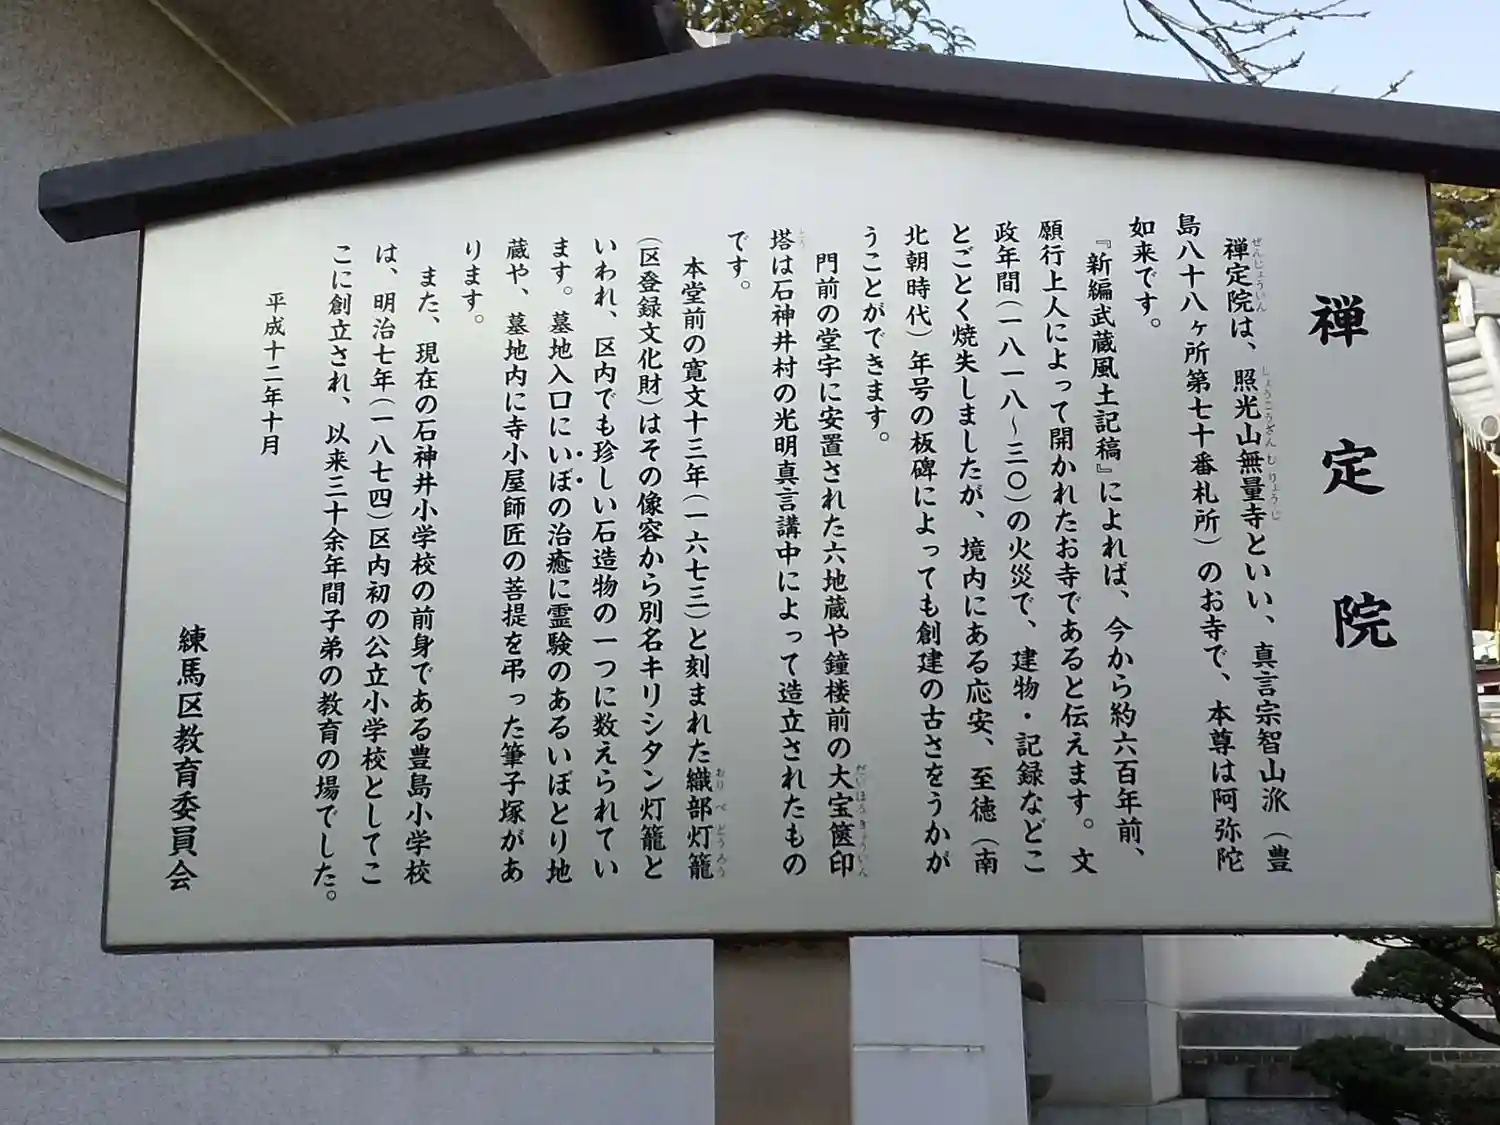 禅定院
禅定院は、照光山無量寺といい、真言宗智山派（豊
島八十八ヶ所第七十番札所）のお寺で、本尊は阿弥陀
如来です。
『新編武蔵風土記稿』によれば、今から約六百年前、
願行上人によって開かれたお寺であると伝えます。文
政年間（一八一八～三〇）の火災で、建物・記録などこ
とごとく焼失しましたが、境内にある応安、至徳（南
北朝時代）年号の板碑によっても創建の古さをうかが
うことができます。
門前の堂宇に安置された六地蔵や鐘楼前の大宝篋印
塔は石神井村の光明真言講中によって造立されたもの
です。
本堂前の寛文十三年（一六七三）と刻まれた織部灯籠
（区登録文化財）はその像容から別名キリシタン灯籠と
いわれ、区内でも珍しい石造物の一つに数えられてい
ます。墓地入口にいぼの治癒に霊験のあるいぼとり地
蔵や、墓地内に寺小屋師匠の菩提を弔った筆子塚があ
ります。
また、現在の石神井小学校の前身である豊島小学校
は、明治七年（一八七四）区内初の公立小学校としてこ
こに創立され、以来三十余年間子弟の教育の場でした。
平成十二年十月
練馬区教育委員会